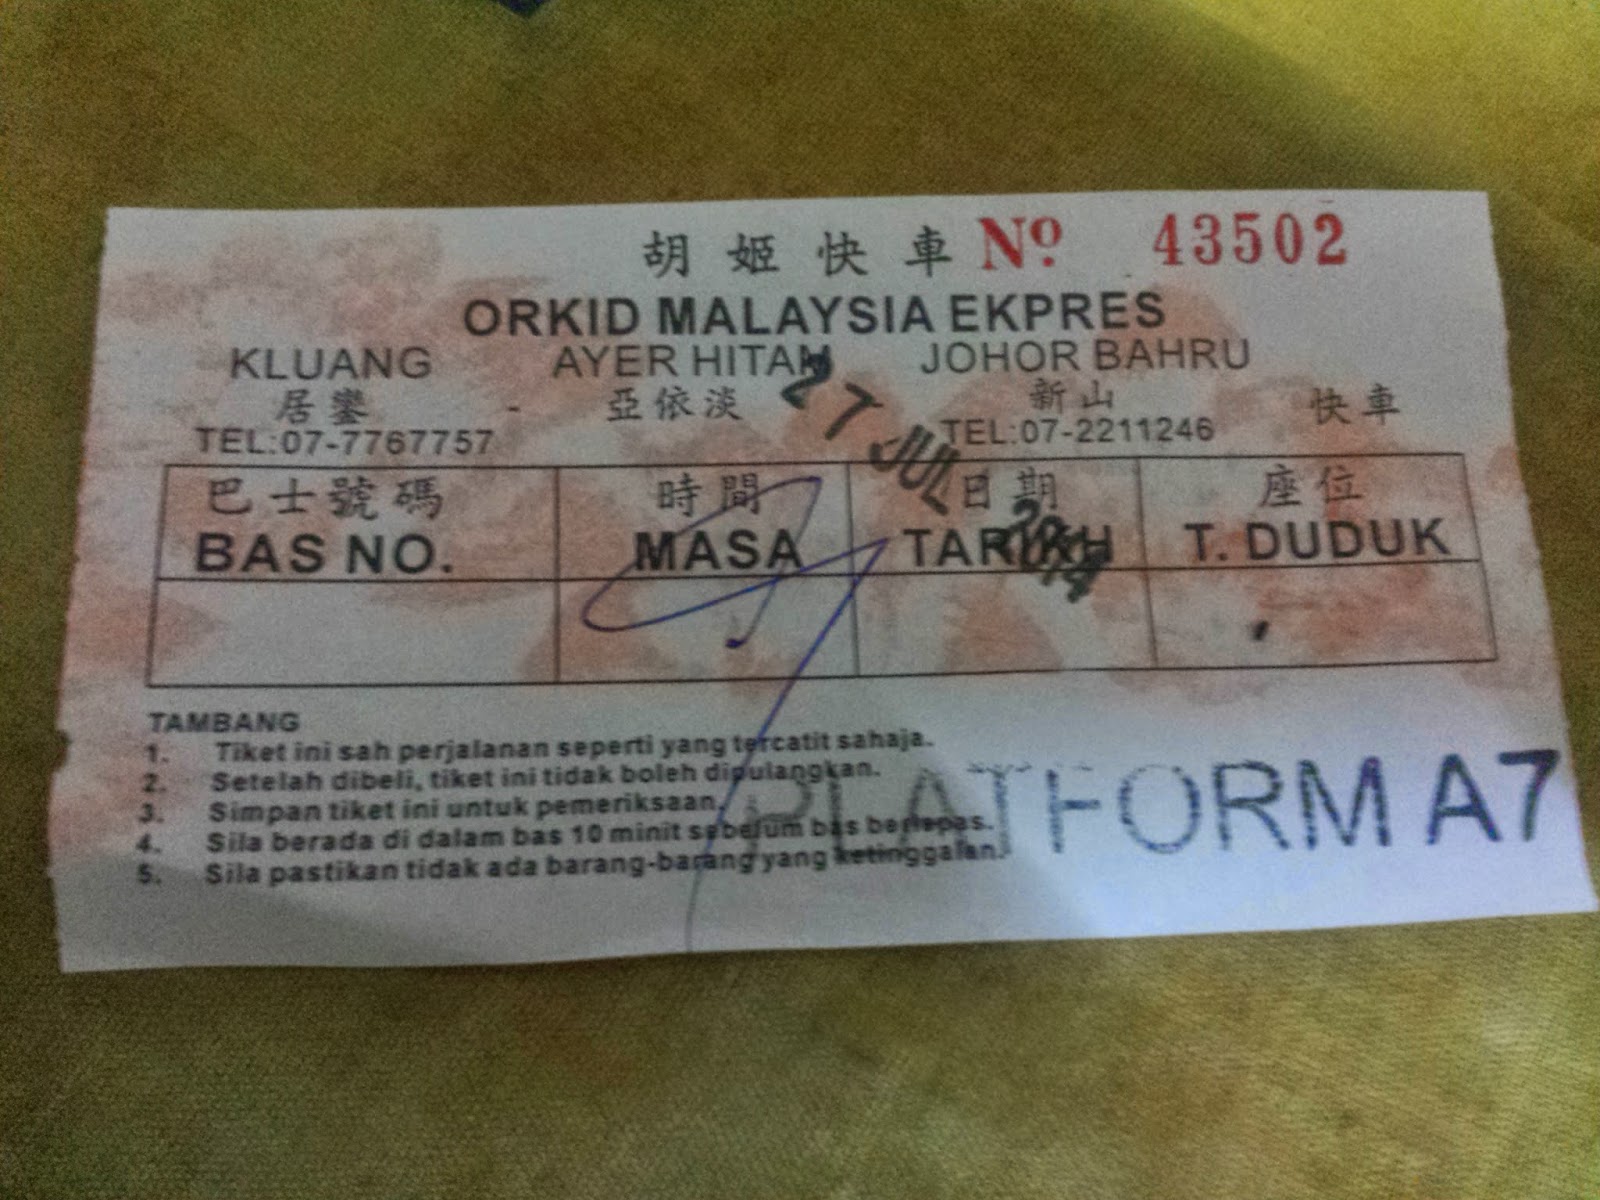 胡姬快車 Nº 43502
ORKID MALAYSIA EKPRES
KLUANG AYER HITAM JOHOR BAHRU
居鑾 - 亞依淡 - 新山 快車
TEL:07-7767757 TEL:07-2211246
27 JUL 2014
巴士號碼 時間 日期 座位
BAS NO. MASA TARIKH T. DUDUK
TAMBANG
1. Tiket ini sah perjalanan seperti yang tercatit sahaja.
2. Setelah dibeli, tiket ini tidak boleh dipulangkan.
3. Simpan tiket ini untuk pemeriksaan.
4. Sila berada di dalam bas 10 minit sebelum bas berlepas.
5. Sila pastikan tidak ada barang-barang yang ketinggalan.
PLATFORM A7